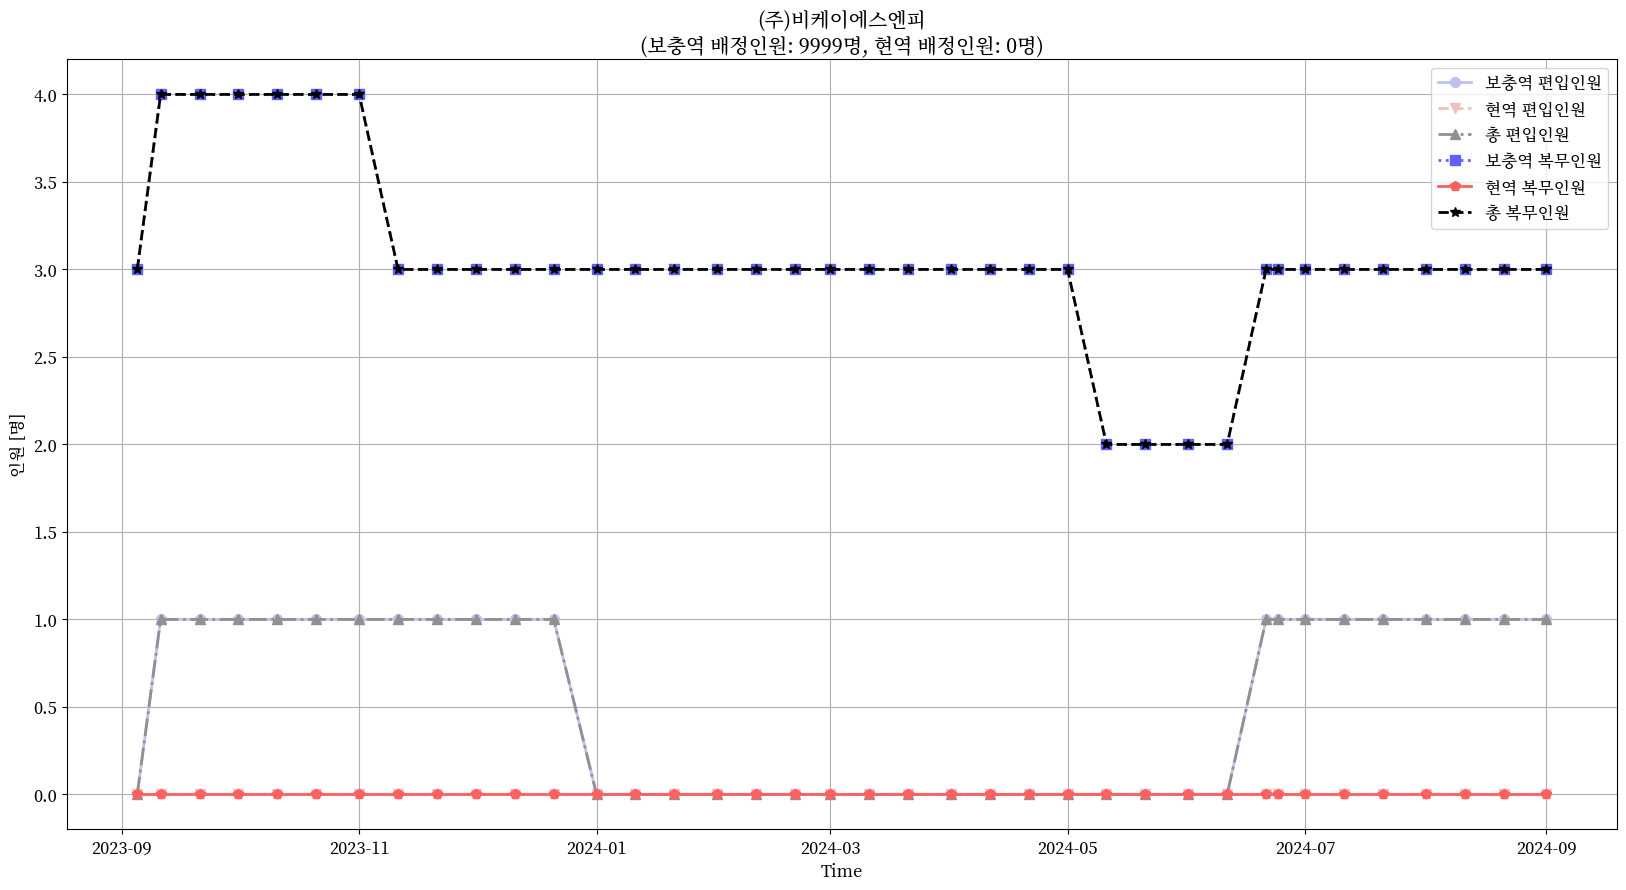 (주)비케이에스엔피
(보충역 배정인원: 9999명, 현역 배정인원: 0명)
보충역 편입인원
현역 편입인원
총 편입인원
보충역 복무인원
현역 복무인원
총 복무인원
인원 [명]
4.0
3.5
3.0
2.5
2.0
1.5
1.0
0.5
0.0
2023-09 2023-11 2024-01 2024-03 2024-05 2024-07 2024-09
Time